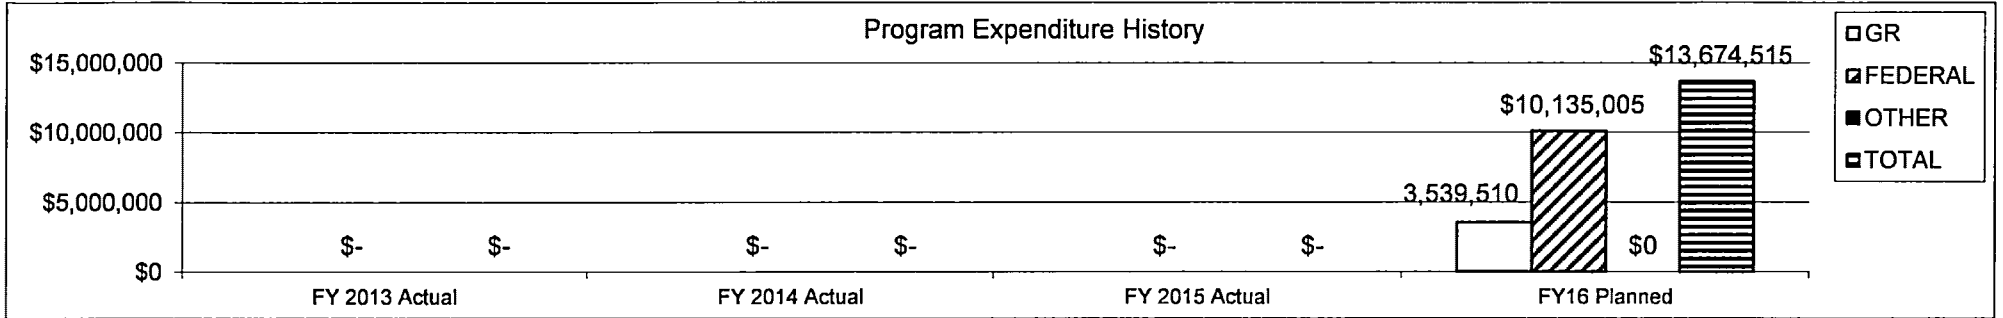 Program Expenditure History
GR
FEDERAL
OTHER
TOTAL
$15,000,000
$10,000,000
$5,000,000
$0
$- $- $- $- $- $-
3,539,510
$10,135,005
$0
$13,674,515
FY 2013 Actual FY 2014 Actual FY 2015 Actual FY16 Planned